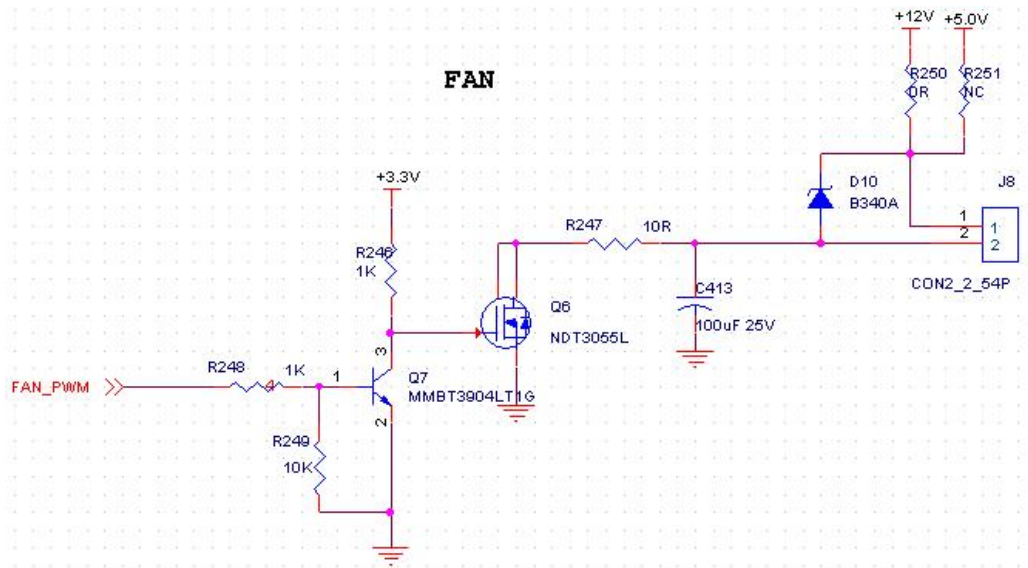 +12V +5.0V
FAN
R250 R251
0R NC
+3.3V
D10
B340A
J8
R247 10R
1 1
2 2
R246
1K
CON2_2_54P
C413
100uF 25V
Q6
NDT3055L
3
R248 1K
1
FAN_PWM
Q7
MMBT3904LT1G
2
R249
10K